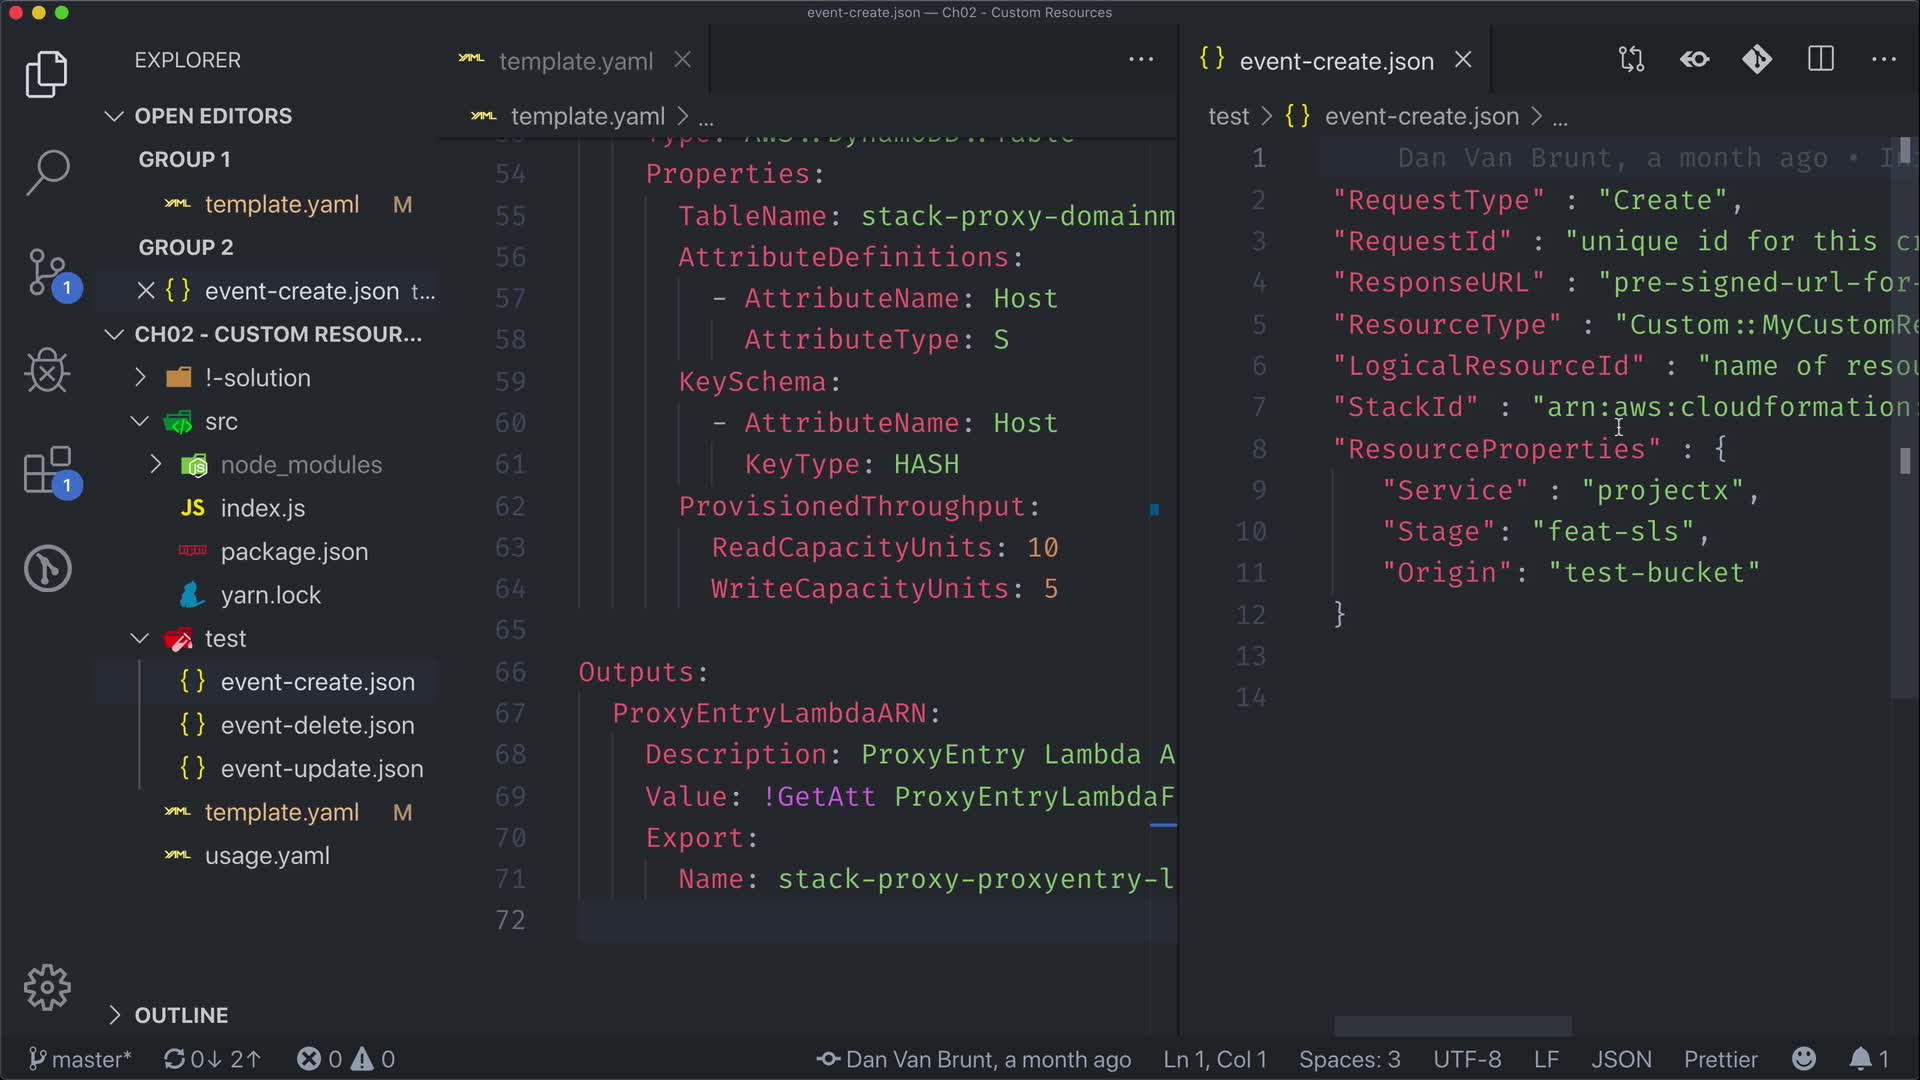 event-create.json — Ch02 - Custom Resources
EXPLORER
OPEN EDITORS
GROUP 1
template.yaml M
GROUP 2
event-create.json t...
CH02 - CUSTOM RESOUR...
!-solution
src
node_modules
JS index.js
package.json
yarn.lock
test
{ } event-create.json
{ } event-delete.json
{ } event-update.json
template.yaml M
usage.yaml
OUTLINE
1
1
template.yaml
template.yaml > ...
Type: AWS::DynamoDB::Table
54 Properties:
55 TableName: stack-proxy-domainm
56 AttributeDefinitions:
57 - AttributeName: Host
58 AttributeType: S
59 KeySchema:
60 - AttributeName: Host
61 KeyType: HASH
62 ProvisionedThroughput:
63 ReadCapacityUnits: 10
64 WriteCapacityUnits: 5
65
66 Outputs:
67 ProxyEntryLambdaARN:
68 Description: ProxyEntry Lambda A
69 Value: !GetAtt ProxyEntryLambdaF
70 Export:
71 Name: stack-proxy-proxyentry-l
72
{ } event-create.json
test > { } event-create.json > ...
1 Dan Van Brunt, a month ago •
2 "RequestType" : "Create",
3 "RequestId" : "unique id for this cr
4 "ResponseURL" : "pre-signed-url-for-
5 "ResourceType" : "Custom::MyCustomRe
6 "LogicalResourceId" : "name of resou
7 "StackId" : "arn:aws:cloudformation:
8 "ResourceProperties" : {
9 "Service" : "projectx",
10 "Stage": "feat-sls",
11 "Origin": "test-bucket"
12 }
13
14
master* 0↓ 2↑ 0 0 Dan Van Brunt, a month ago Ln 1, Col 1 Spaces: 3 UTF-8 LF JSON Prettier 1